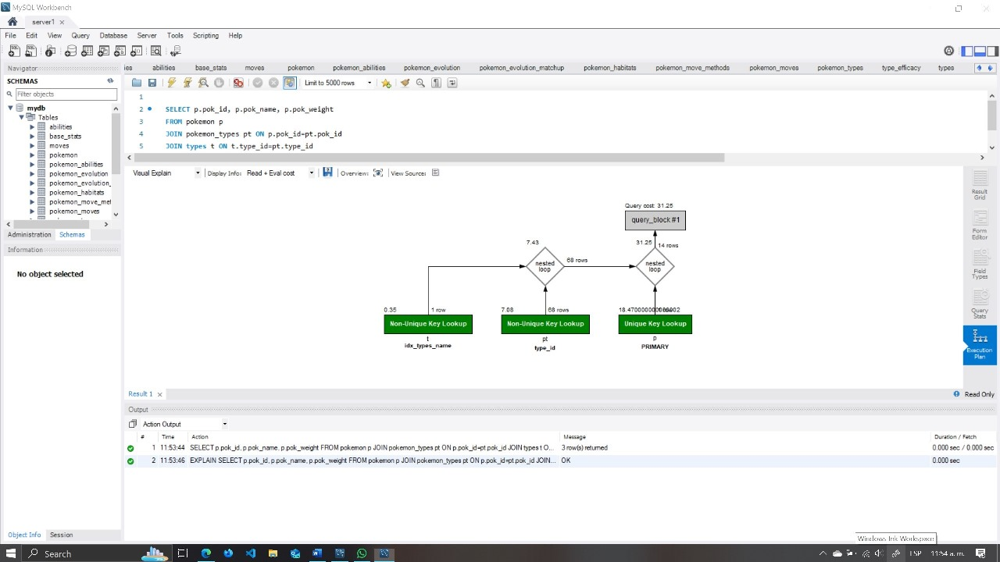 MySQL Workbench
server1 ×
File Edit View Query Database Server Tools Scripting Help
Navigator
SCHEMAS
Filter objects
mydb
Tables
abilities
base_stats
moves
pokemon
pokemon_abilities
pokemon_evolution
pokemon_evolution_
pokemon_habitats
pokemon_move_met
pokemon_moves
Administration Schemas
Information
No object selected
Object Info Session
ies abilities base_stats moves pokemon pokemon_abilities pokemon_evolution pokemon_evolution_matchup pokemon_habitats pokemon_move_methods pokemon_moves pokemon_types type_efficacy types
Limit to 5000 rows
1
2 SELECT p.pok_id, p.pok_name, p.pok_weight
3 FROM pokemon p
4 JOIN pokemon_types pt ON p.pok_id=pt.pok_id
5 JOIN types t ON t.type_id=pt.type_id
Visual Explain Display Info: Read + Eval cost Overview: View Source:
Query cost: 31.25
query_block #1
7.43 31.25 14 rows
nested loop 68 rows nested loop
0.35 1 row 7.08 68 rows
Non-Unique Key Lookup Non-Unique Key Lookup Unique Key Lookup
t pt p
idx_types_name type_id PRIMARY
Result Grid
Form Editor
Field Types
Query Stats
Execution Plan
Result 1 × Read Only
Output
Action Output
# Time Action Message Duration / Fetch
1 11:53:44 SELECT p.pok_id, p.pok_name, p.pok_weight FROM pokemon p JOIN pokemon_types pt ON p.pok_id=pt.pok_id JOIN types t O... 3 row(s) returned 0.000 sec / 0.000 sec
2 11:53:46 EXPLAIN SELECT p.pok_id, p.pok_name, p.pok_weight FROM pokemon p JOIN pokemon_types pt ON p.pok_id=pt.pok_id JOIN... OK 0.000 sec
Windows Ink Workspace
Search ESP 11:54 a.m.